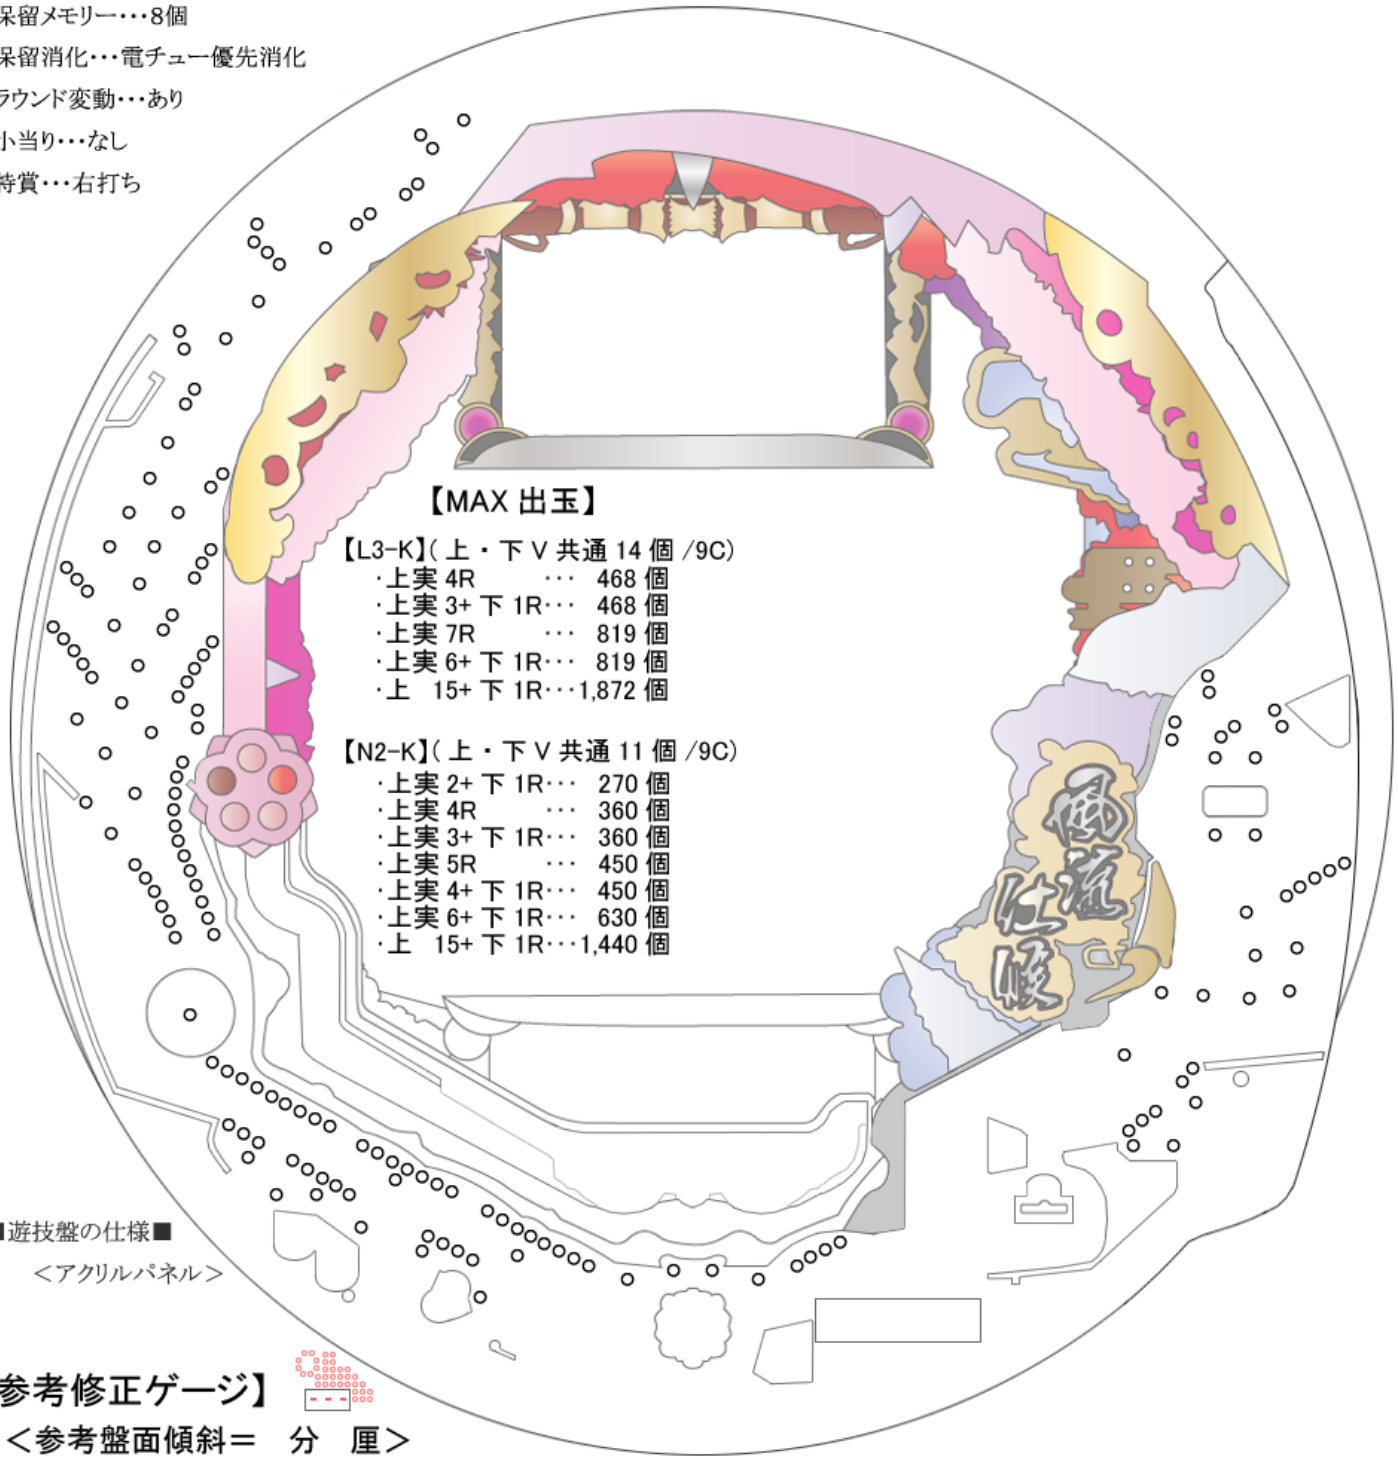 保留メモリー・・・8個
保留消化・・・電チュー優先消化
ラウンド変動・・・あり
小当り・・・なし
特賞・・・右打ち
【MAX 出玉】
【L3-K】( 上・下 V 共通 14 個 /9C)
・上実 4R ・・・ 468 個
・上実 3+ 下 1R・・・ 468 個
・上実 7R ・・・ 819 個
・上実 6+ 下 1R・・・ 819 個
・上 15+ 下 1R・・・1,872 個
【N2-K】( 上・下 V 共通 11 個 /9C)
・上実 2+ 下 1R・・・ 270 個
・上実 4R ・・・ 360 個
・上実 3+ 下 1R・・・ 360 個
・上実 5R ・・・ 450 個
・上実 4+ 下 1R・・・ 450 個
・上実 6+ 下 1R・・・ 630 個
・上 15+ 下 1R・・・1,440 個
風流
仕候
■遊技盤の仕様■
＜アクリルパネル＞
参考修正ゲージ】
＜参考盤面傾斜＝ 分 厘＞